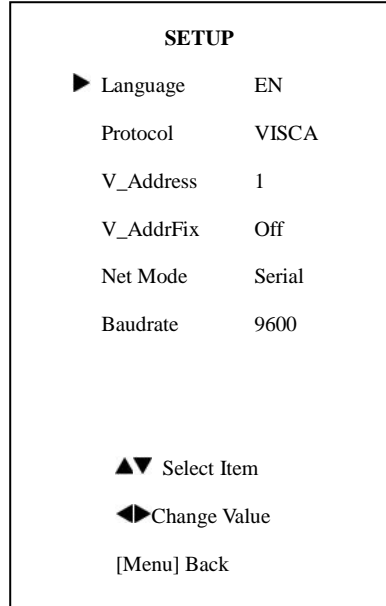 SETUP
▶ Language EN
Protocol VISCA
V_Address 1
V_AddrFix Off
Net Mode Serial
Baudrate 9600
▲▼ Select Item
◀▶Change Value
[Menu] Back